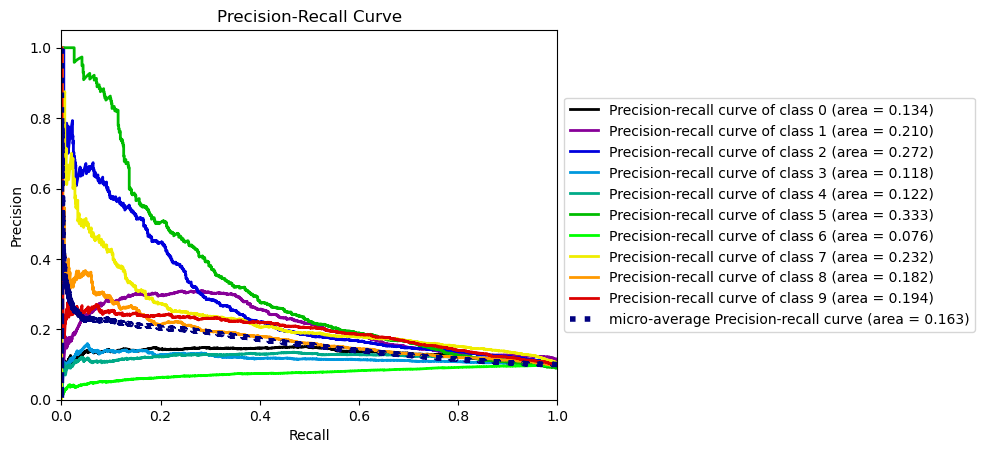 Precision-Recall Curve
1.0
0.8
0.6
0.4
0.2
0.0
Precision
0.0 0.2 0.4 0.6 0.8 1.0
Recall
Precision-recall curve of class 0 (area = 0.134)
Precision-recall curve of class 1 (area = 0.210)
Precision-recall curve of class 2 (area = 0.272)
Precision-recall curve of class 3 (area = 0.118)
Precision-recall curve of class 4 (area = 0.122)
Precision-recall curve of class 5 (area = 0.333)
Precision-recall curve of class 6 (area = 0.076)
Precision-recall curve of class 7 (area = 0.232)
Precision-recall curve of class 8 (area = 0.182)
Precision-recall curve of class 9 (area = 0.194)
micro-average Precision-recall curve (area = 0.163)